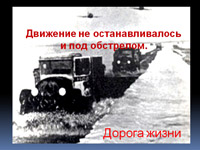 Движение не останавливалось
и под обстрелом.
Дорога жизни